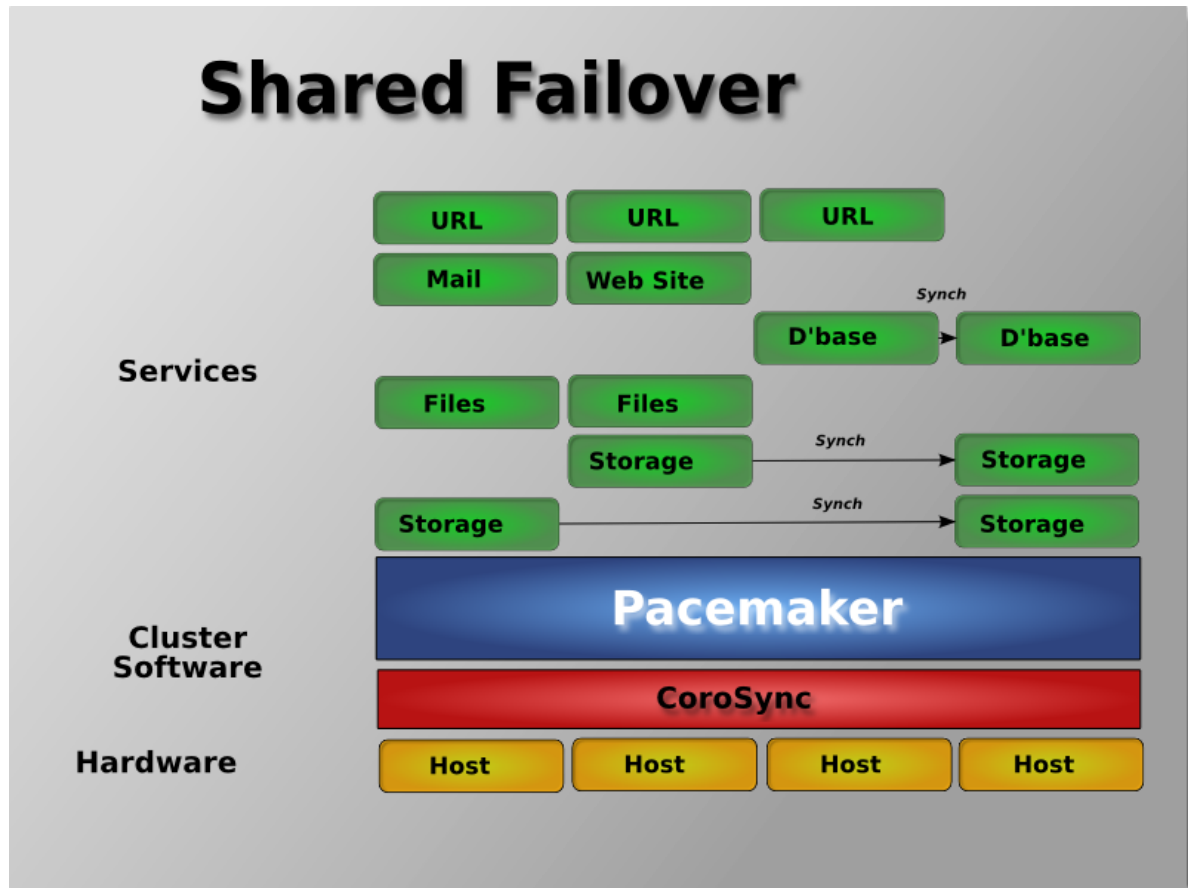 Shared Failover
URL URL URL
Mail Web Site
Synch
D'base D'base
Services
Files Files
Synch
Storage Storage
Synch
Storage Storage
Pacemaker
Cluster
Software
CoroSync
Hardware Host Host Host Host